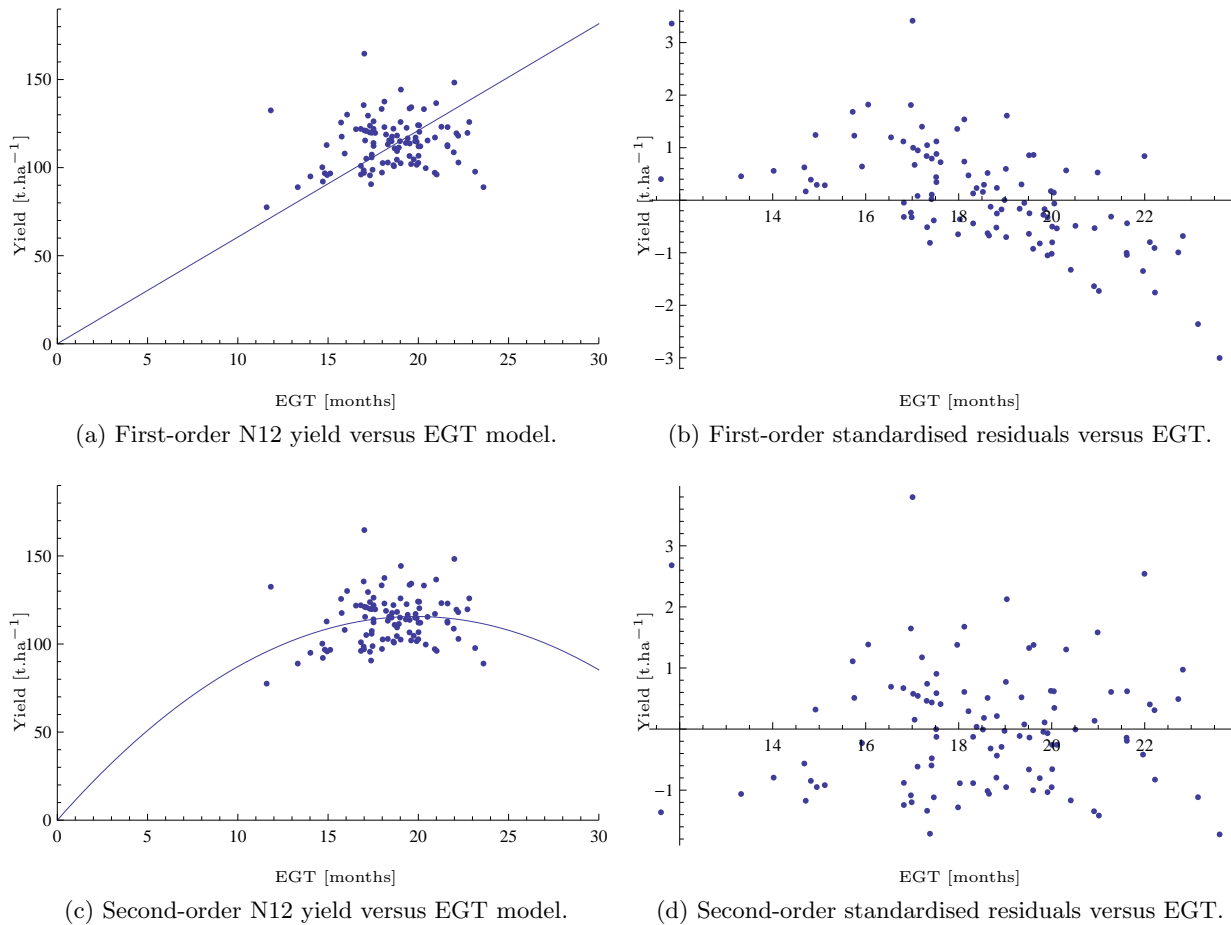 150
100
50
0
Yield [t.ha⁻¹]
0 5 10 15 20 25 30
EGT [months]
(a) First-order N12 yield versus EGT model.
3
2
1
−1
−2
−3
Yield [t.ha⁻¹]
14 16 18 20 22
EGT [months]
(b) First-order standardised residuals versus EGT.
150
100
50
0
Yield [t.ha⁻¹]
0 5 10 15 20 25 30
EGT [months]
(c) Second-order N12 yield versus EGT model.
3
2
1
−1
Yield [t.ha⁻¹]
14 16 18 20 22
EGT [months]
(d) Second-order standardised residuals versus EGT.